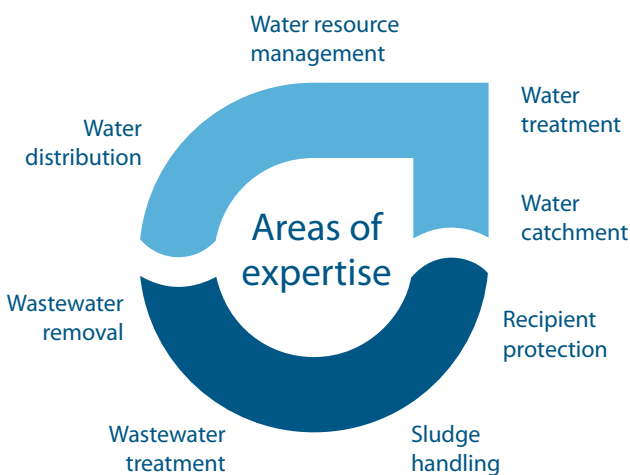 Water resource
management
Water
treatment
Water
distribution
Water
catchment
Areas of
expertise
Wastewater
removal
Recipient
protection
Wastewater
treatment
Sludge
handling